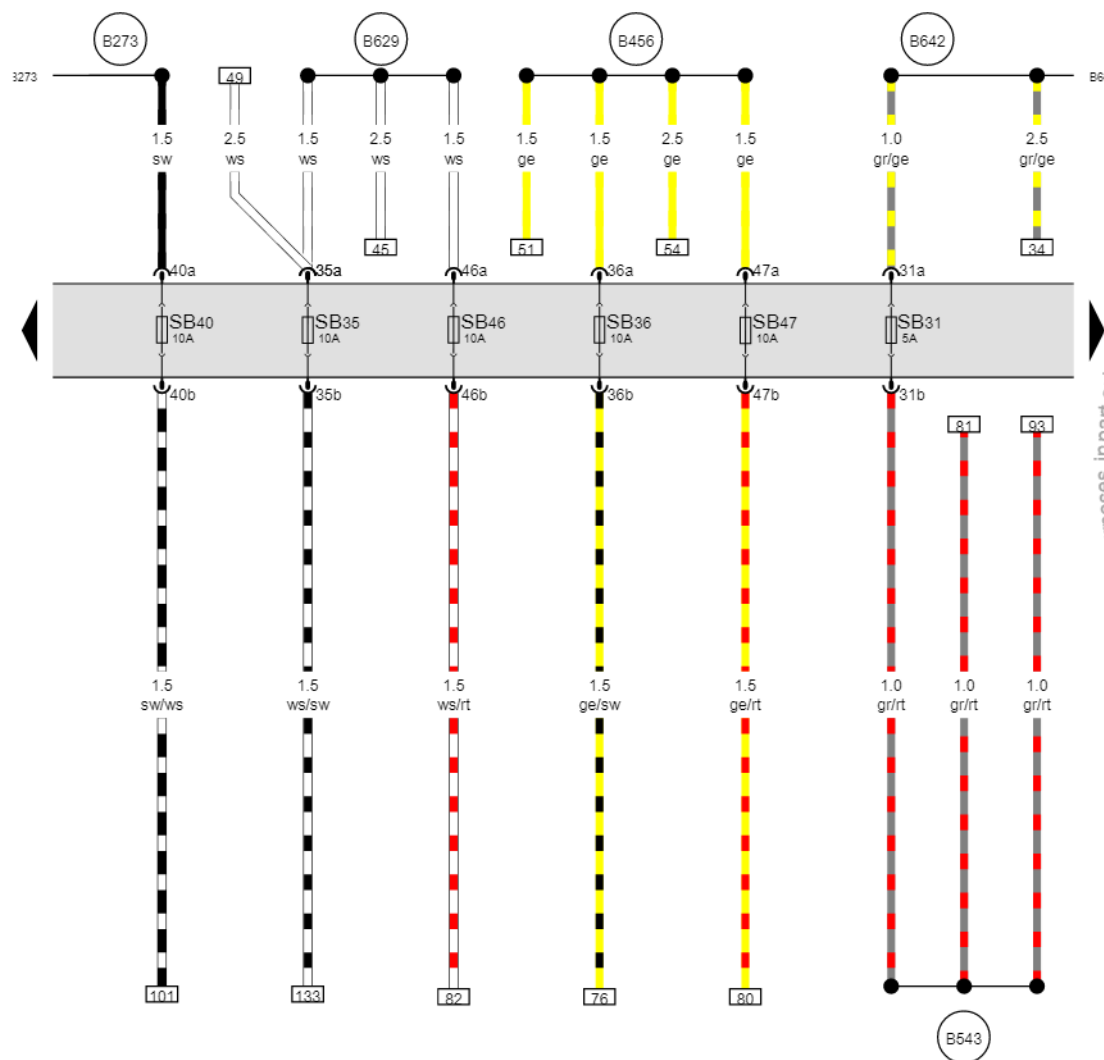 B273
B629
B456
B642
49
1.5
sw
2.5
ws
1.5
ws
2.5
ws
1.5
ws
1.5
ge
1.5
ge
2.5
ge
1.5
ge
1.0
gr/ge
2.5
gr/ge
45
51
54
34
40a
35a
46a
36a
47a
31a
SB40
10A
SB35
10A
SB46
10A
SB36
10A
SB47
10A
SB31
5A
40b
35b
46b
36b
47b
31b
81
93
1.5
sw/ws
1.5
ws/sw
1.5
ws/rt
1.5
ge/sw
1.5
ge/rt
1.0
gr/rt
1.0
gr/rt
1.0
gr/rt
101
133
82
76
80
B543